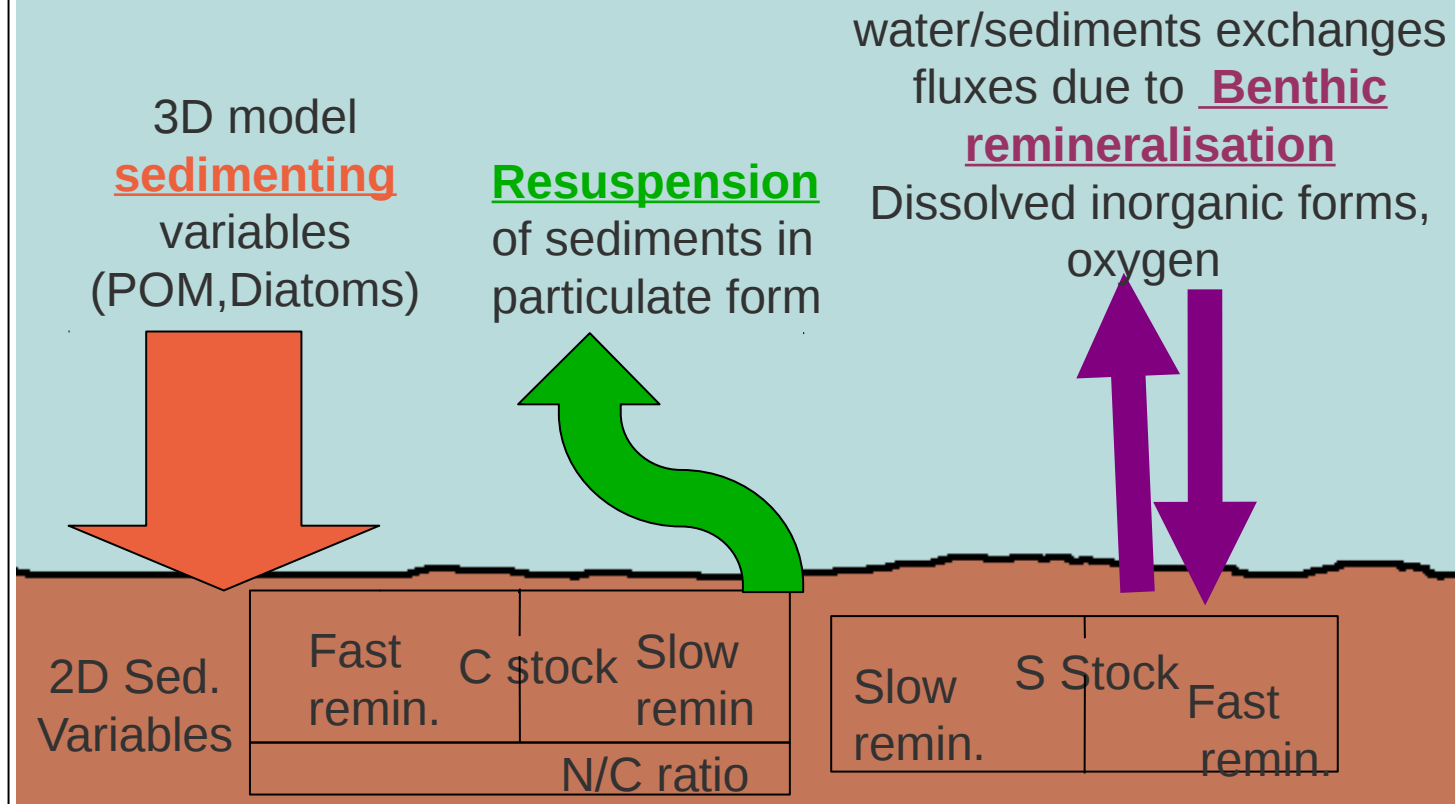 3D model
sedimenting
variables
(POM,Diatoms)
Resuspension
of sediments in
particulate form
water/sediments exchanges
fluxes due to Benthic
remineralisation
Dissolved inorganic forms,
oxygen
2D Sed.
Variables
Fast
remin.
C stock
Slow
remin
N/C ratio
Slow
remin.
S Stock
Fast
remin.